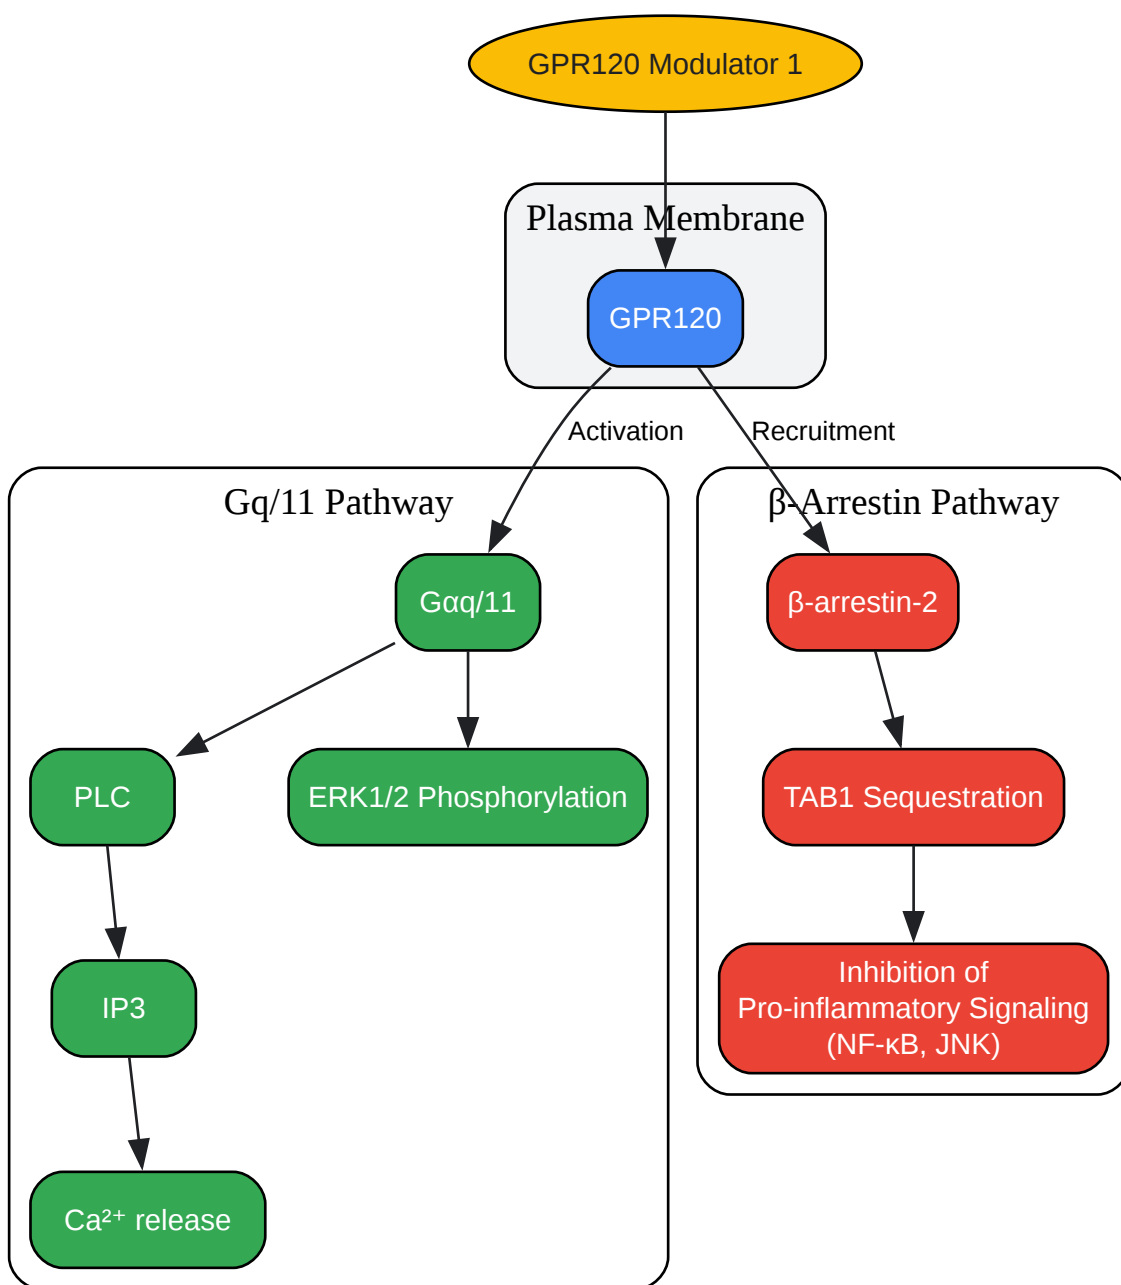 GPR120 Modulator 1
Plasma Membrane
GPR120
Activation
Recruitment
Gq/11 Pathway
β-Arrestin Pathway
Gαq/11
β-arrestin-2
PLC
ERK1/2 Phosphorylation
TAB1 Sequestration
IP3
Inhibition of
Pro-inflammatory Signaling
(NF-κB, JNK)
Ca²⁺ release